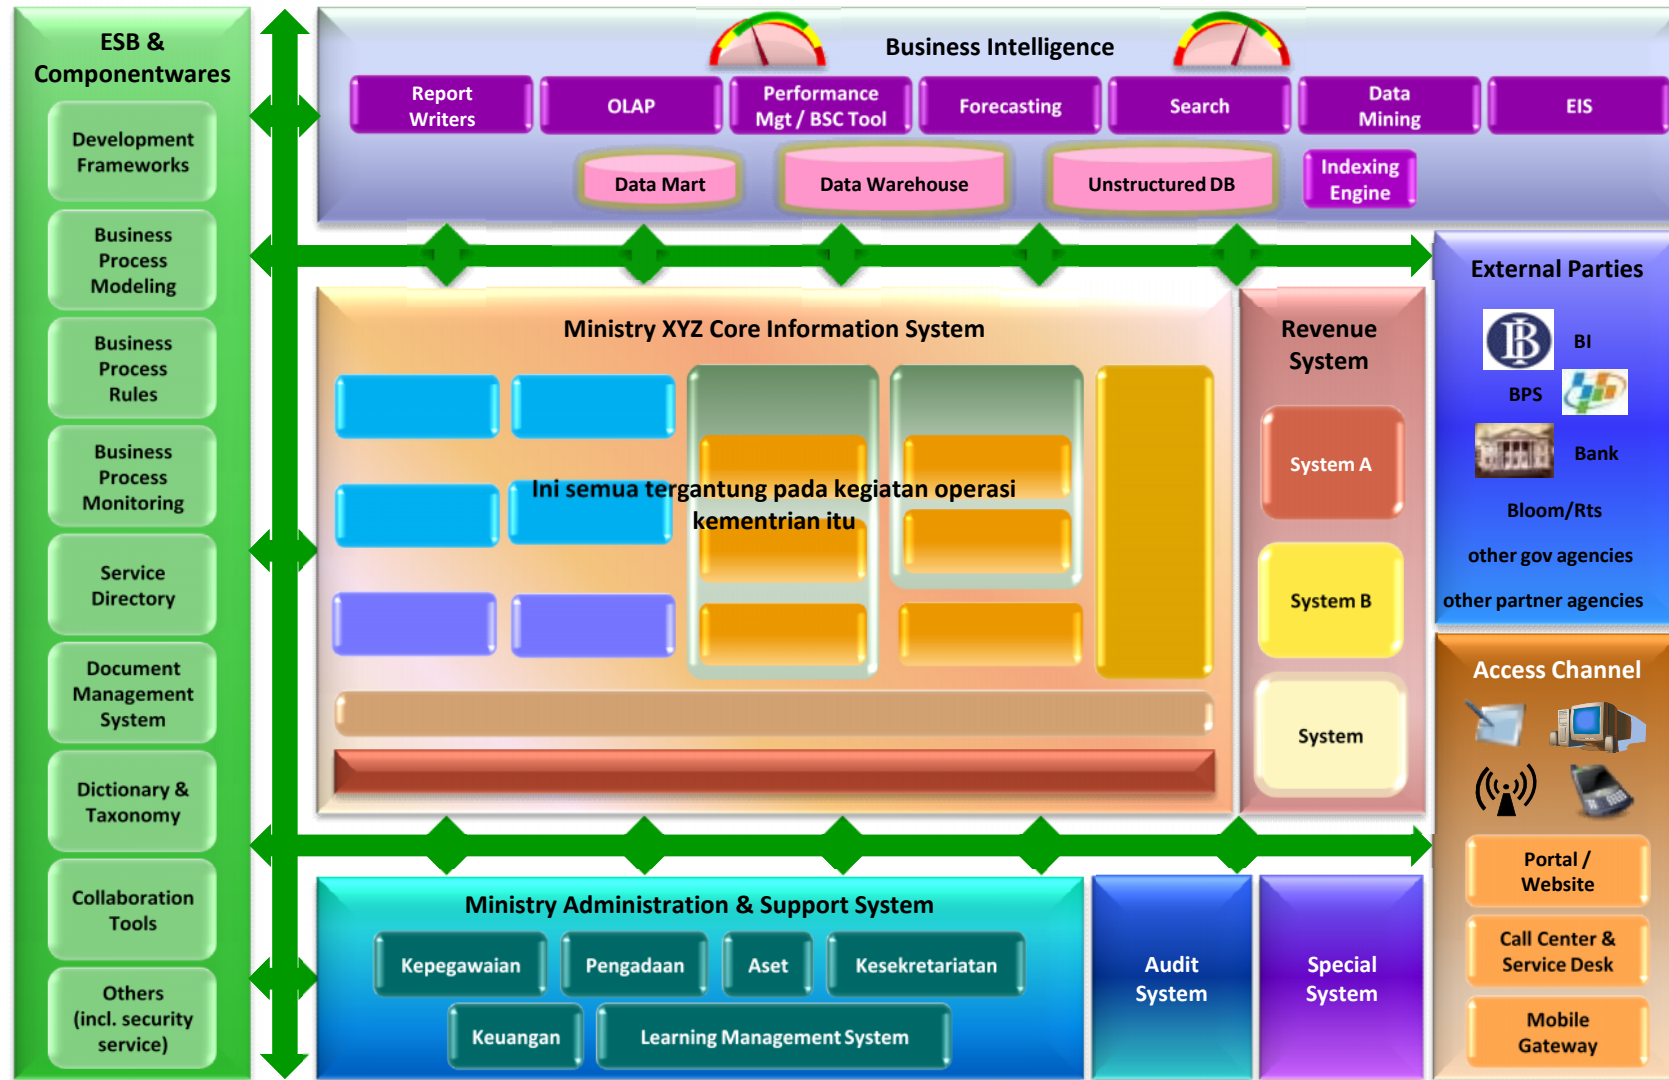 ESB &
Componentwares
Development
Frameworks
Business
Process
Modeling
Business
Process
Rules
Business
Process
Monitoring
Service
Directory
Document
Management
System
Dictionary &
Taxonomy
Collaboration
Tools
Others
(incl. security
service)
Business Intelligence
Report
Writers
OLAP
Performance
Mgt / BSC Tool
Forecasting
Search
Data
Mining
EIS
Data Mart
Data Warehouse
Unstructured DB
Indexing
Engine
Ministry XYZ Core Information System
Ini semua tergantung pada kegiatan operasi
kementrian itu
Revenue
System
System A
System B
System
External Parties
BI
BPS
Bank
Bloom/Rts
other gov agencies
other partner agencies
Access Channel
Portal /
Website
Call Center &
Service Desk
Mobile
Gateway
Ministry Administration & Support System
Kepegawaian
Pengadaan
Aset
Kesekretariatan
Keuangan
Learning Management System
Audit
System
Special
System